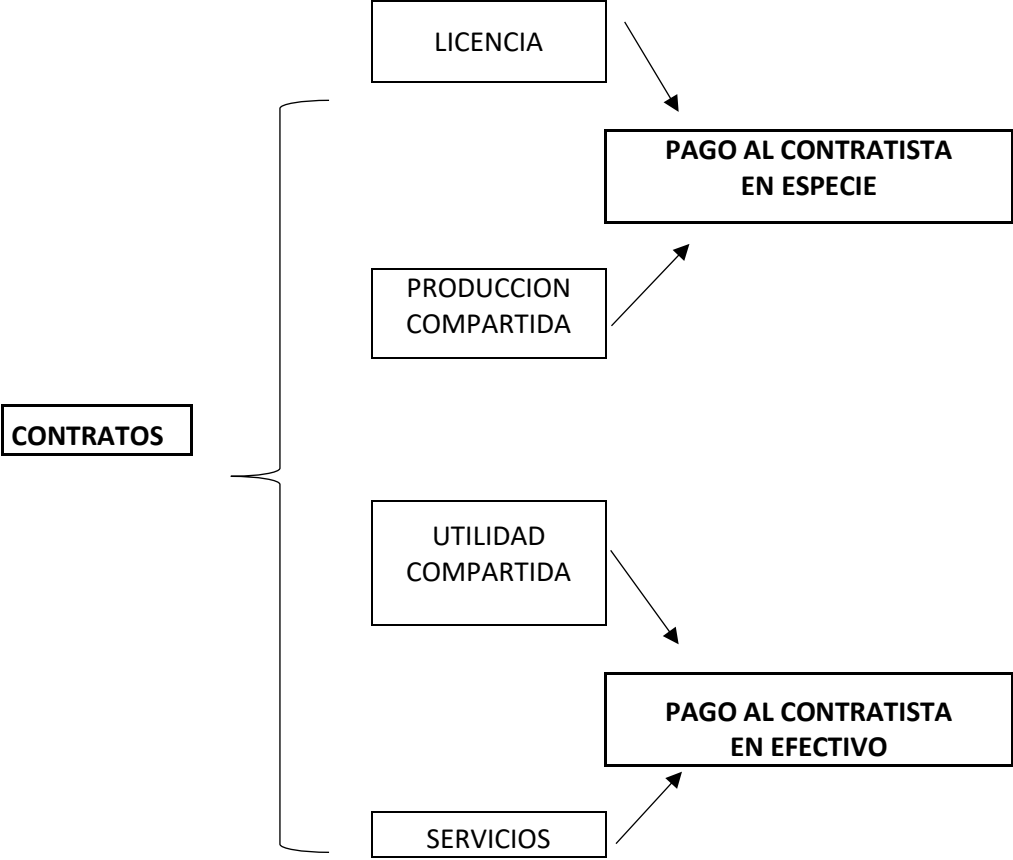 LICENCIA
PAGO AL CONTRATISTA
EN ESPECIE
PRODUCCION
COMPARTIDA
CONTRATOS
UTILIDAD
COMPARTIDA
PAGO AL CONTRATISTA
EN EFECTIVO
SERVICIOS